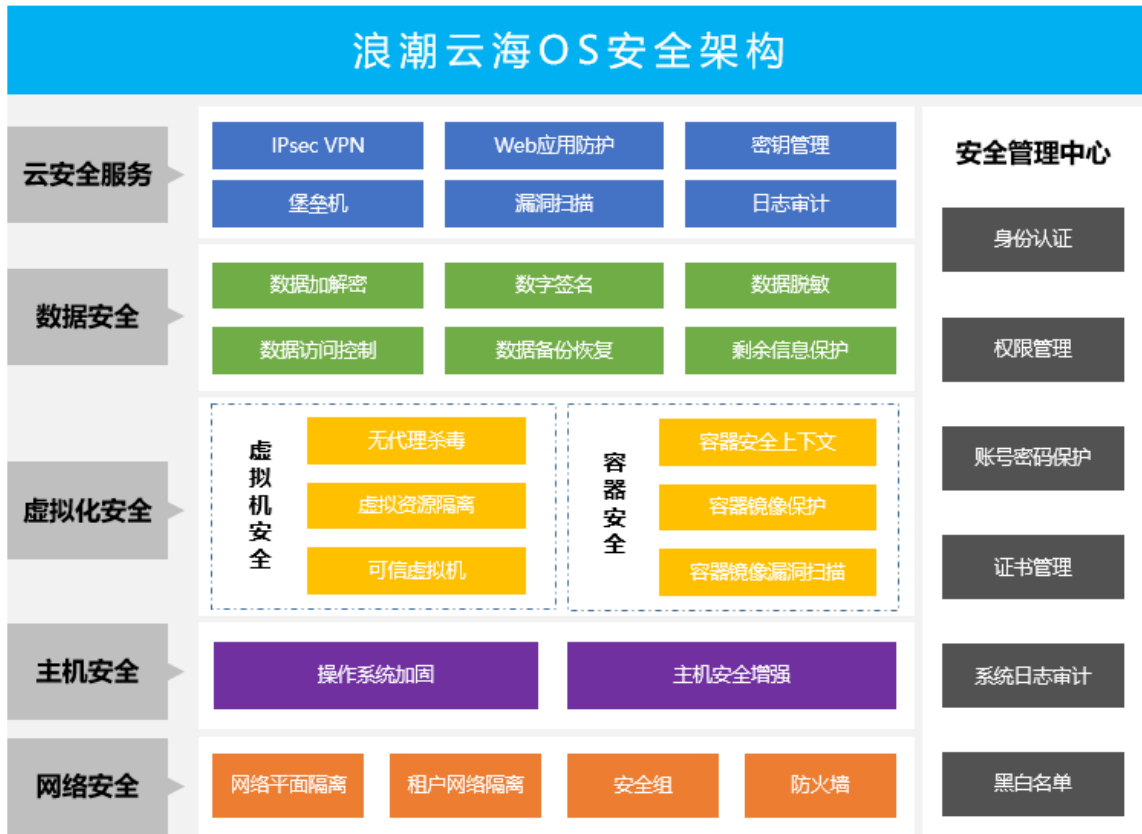 浪潮云海OS安全架构
云安全服务
IPsec VPN
Web应用防护
密钥管理
堡垒机
漏洞扫描
日志审计
数据安全
数据加解密
数字签名
数据脱敏
数据访问控制
数据备份恢复
剩余信息保护
虚拟化安全
虚拟机安全
无代理杀毒
虚拟资源隔离
可信虚拟机
容器安全
容器安全上下文
容器镜像保护
容器镜像漏洞扫描
主机安全
操作系统加固
主机安全增强
网络安全
网络平面隔离
租户网络隔离
安全组
防火墙
安全管理中心
身份认证
权限管理
账号密码保护
证书管理
系统日志审计
黑白名单